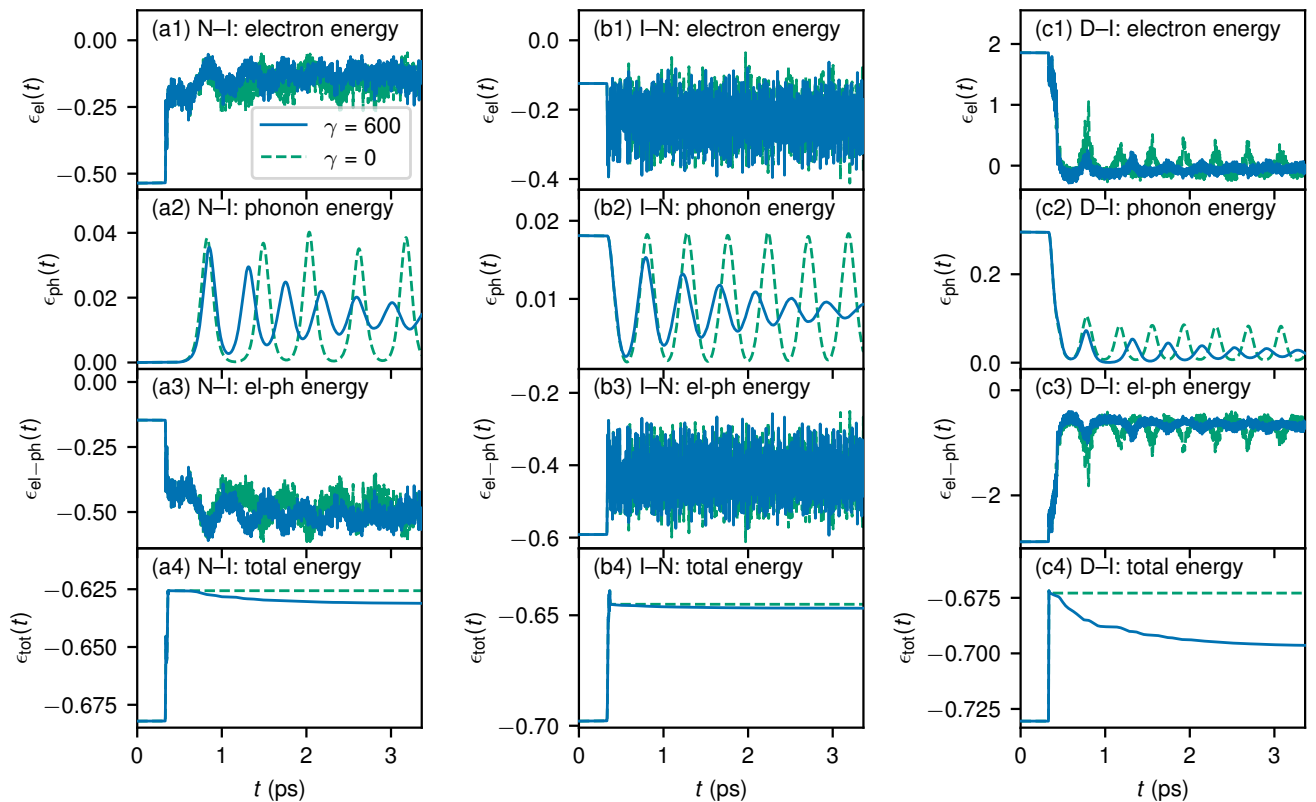 (a1) N–I: electron energy
0.00
−0.25
−0.50
ϵel(t)
γ = 600
γ = 0
(b1) I–N: electron energy
0.0
−0.2
−0.4
ϵel(t)
(c1) D–I: electron energy
2
1
0
ϵel(t)
(a2) N–I: phonon energy
0.04
0.02
0.00
ϵph(t)
(b2) I–N: phonon energy
0.02
0.01
ϵph(t)
(c2) D–I: phonon energy
0.2
0.0
ϵph(t)
(a3) N–I: el-ph energy
0.00
−0.25
−0.50
ϵel−ph(t)
(b3) I–N: el-ph energy
−0.2
−0.4
−0.6
ϵel−ph(t)
(c3) D–I: el-ph energy
0
−2
ϵel−ph(t)
(a4) N–I: total energy
−0.625
−0.650
−0.675
ϵtot(t)
0 1 2 3
t (ps)
(b4) I–N: total energy
−0.65
−0.70
ϵtot(t)
0 1 2 3
t (ps)
(c4) D–I: total energy
−0.675
−0.700
−0.725
ϵtot(t)
0 1 2 3
t (ps)